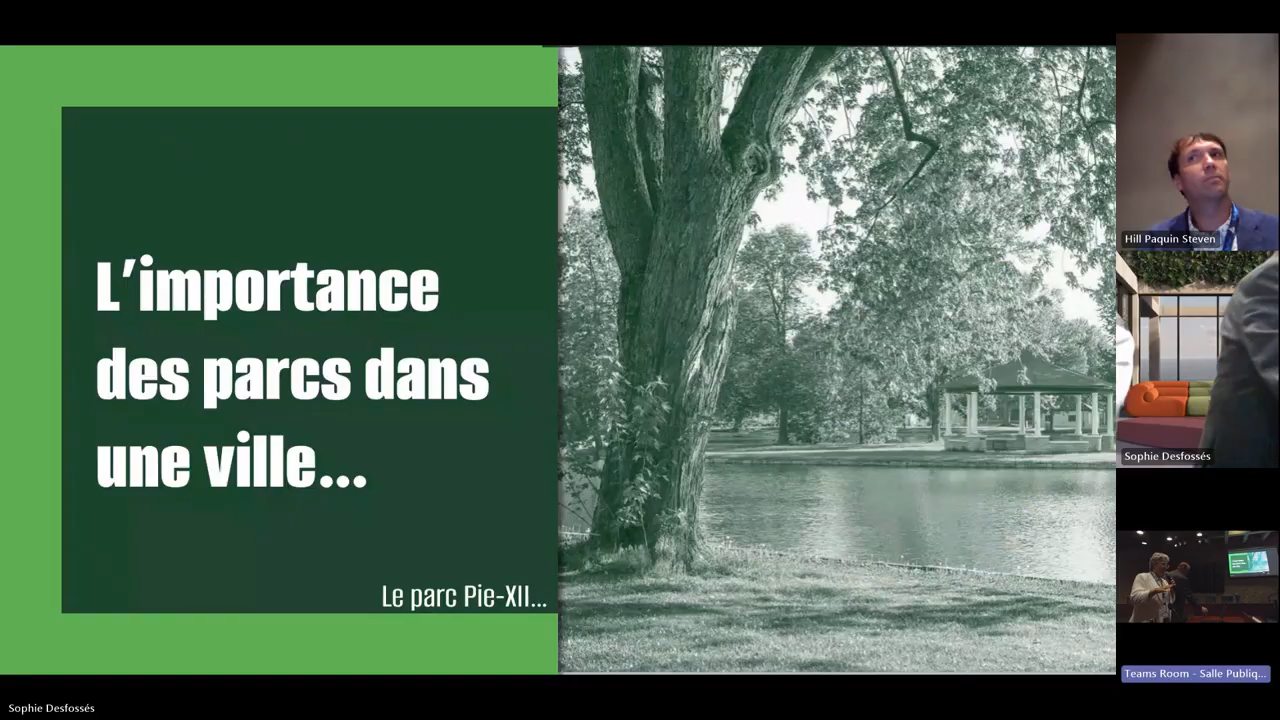 L'importance
des parcs dans
une ville...
Le parc Pie-XII...
Hill Paquin Steven
Sophie Desfossés
Teams Room - Salle Publiq...
Sophie Desfossés